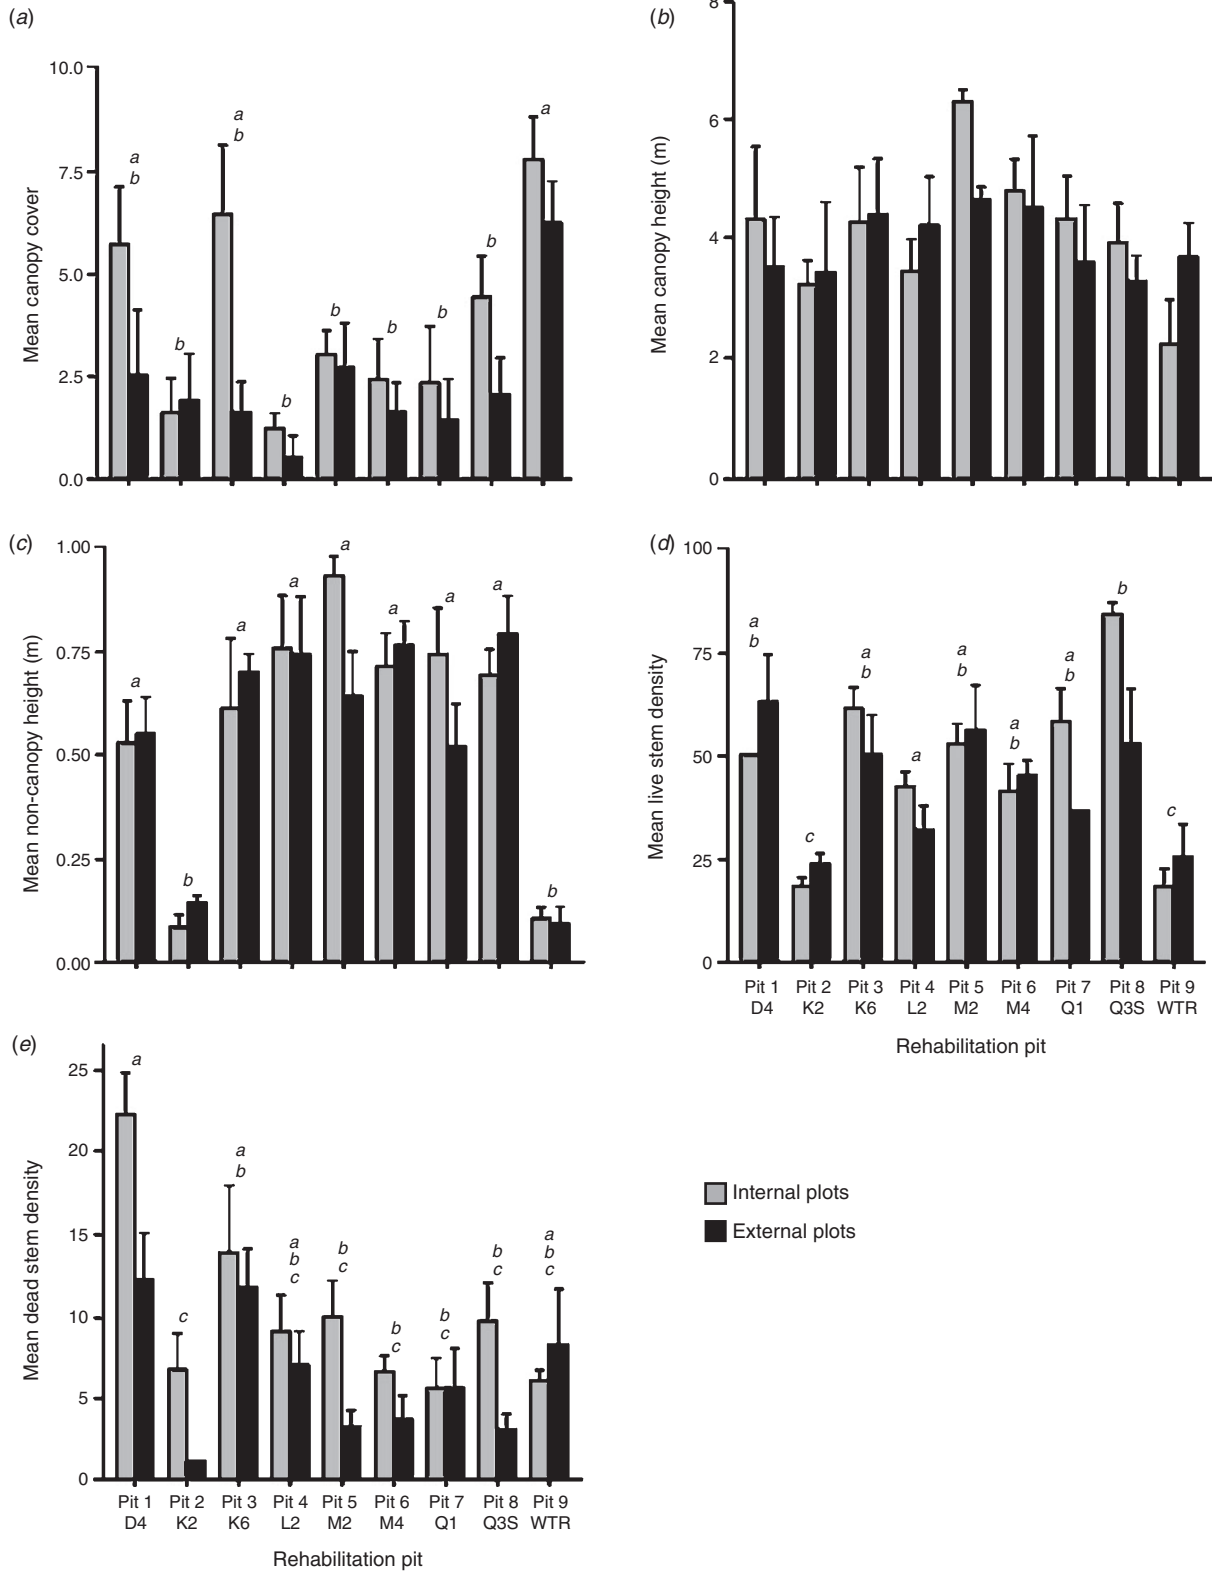 (a)
Mean canopy cover
10.0
7.5
5.0
2.5
0.0
a
b
b
a
b
b
b
b
b
b
a
(b)
Mean canopy height (m)
8
6
4
2
0
(c)
Mean non-canopy height (m)
1.00
0.75
0.50
0.25
0.00
a
b
a
a
a
a
a
a
b
(d)
Mean live stem density
100
75
50
25
0
a
b
c
a
b
a
a
b
a
b
a
b
b
c
Pit 1 Pit 2 Pit 3 Pit 4 Pit 5 Pit 6 Pit 7 Pit 8 Pit 9
D4 K2 K6 L2 M2 M4 Q1 Q3S WTR
Rehabilitation pit
(e)
Mean dead stem density
25
20
15
10
5
0
a
c
a
b
a
b
c
b
c
b
c
b
c
b
c
a
b
c
Pit 1 Pit 2 Pit 3 Pit 4 Pit 5 Pit 6 Pit 7 Pit 8 Pit 9
D4 K2 K6 L2 M2 M4 Q1 Q3S WTR
Rehabilitation pit
Internal plots
External plots